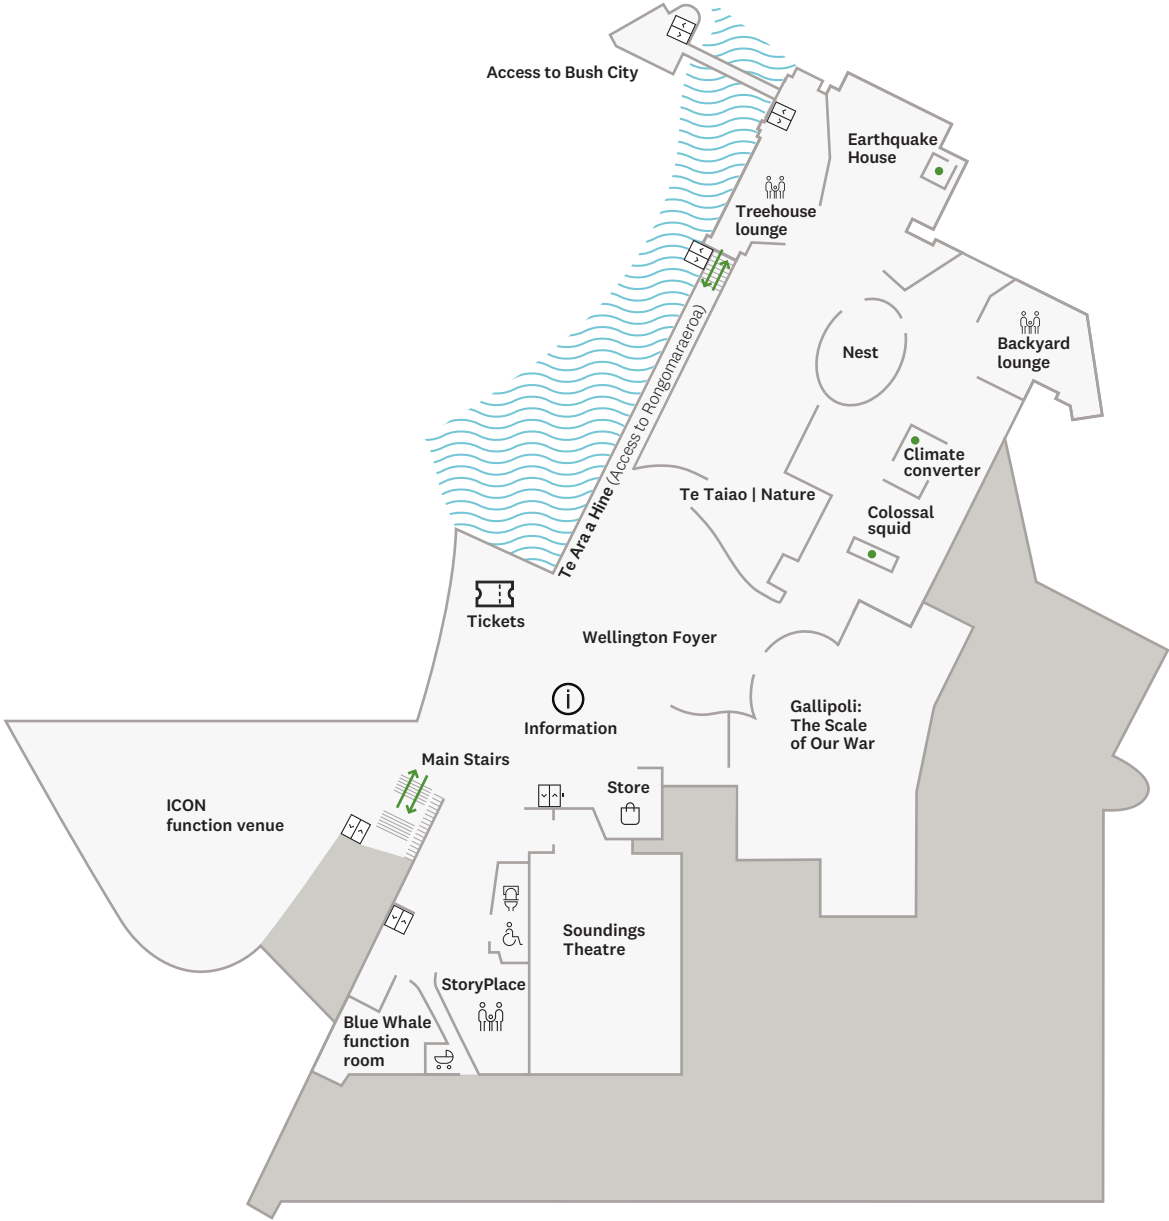 Access to Bush City
Earthquake
House
Treehouse
lounge
Nest
Backyard
lounge
Te Ara a Hine (Access to Rongomaraeroa)
Climate
converter
Te Taiao | Nature
Colossal
squid
Tickets
Wellington Foyer
Information
Gallipoli:
The Scale
of Our War
Main Stairs
Store
ICON
function venue
Soundings
Theatre
StoryPlace
Blue Whale
function
room